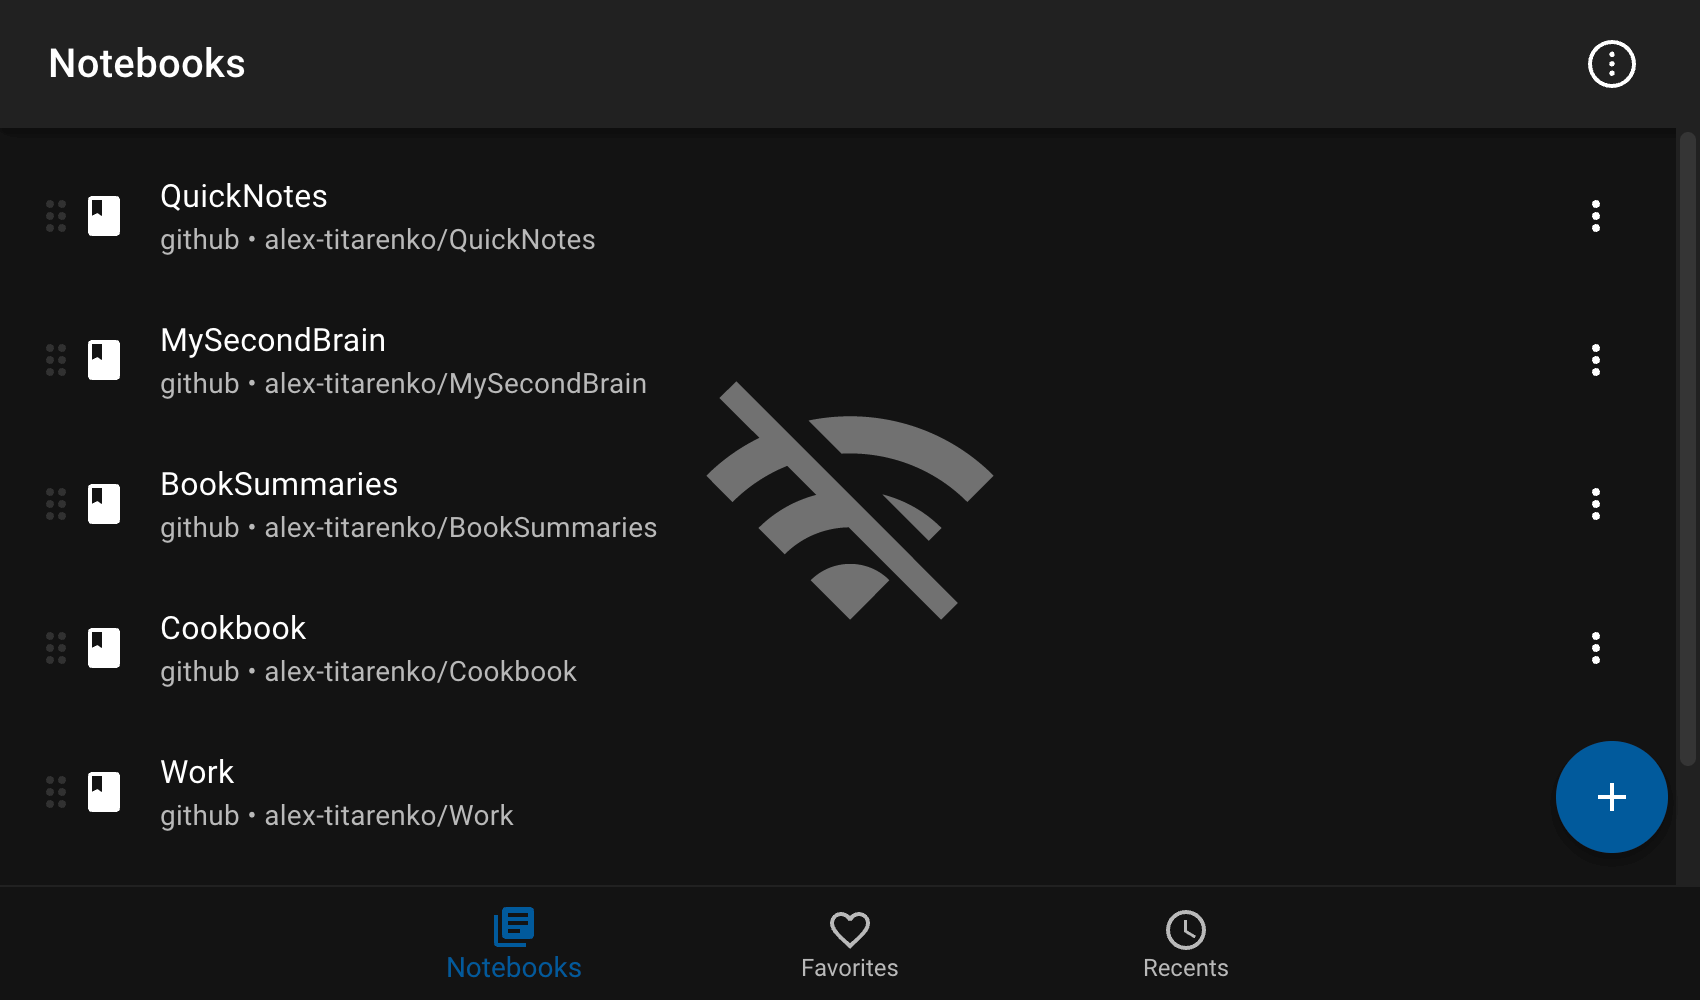 Notebooks
QuickNotes
github • alex-titarenko/QuickNotes
MySecondBrain
github • alex-titarenko/MySecondBrain
BookSummaries
github • alex-titarenko/BookSummaries
Cookbook
github • alex-titarenko/Cookbook
Work
github • alex-titarenko/Work
Notebooks
Favorites
Recents